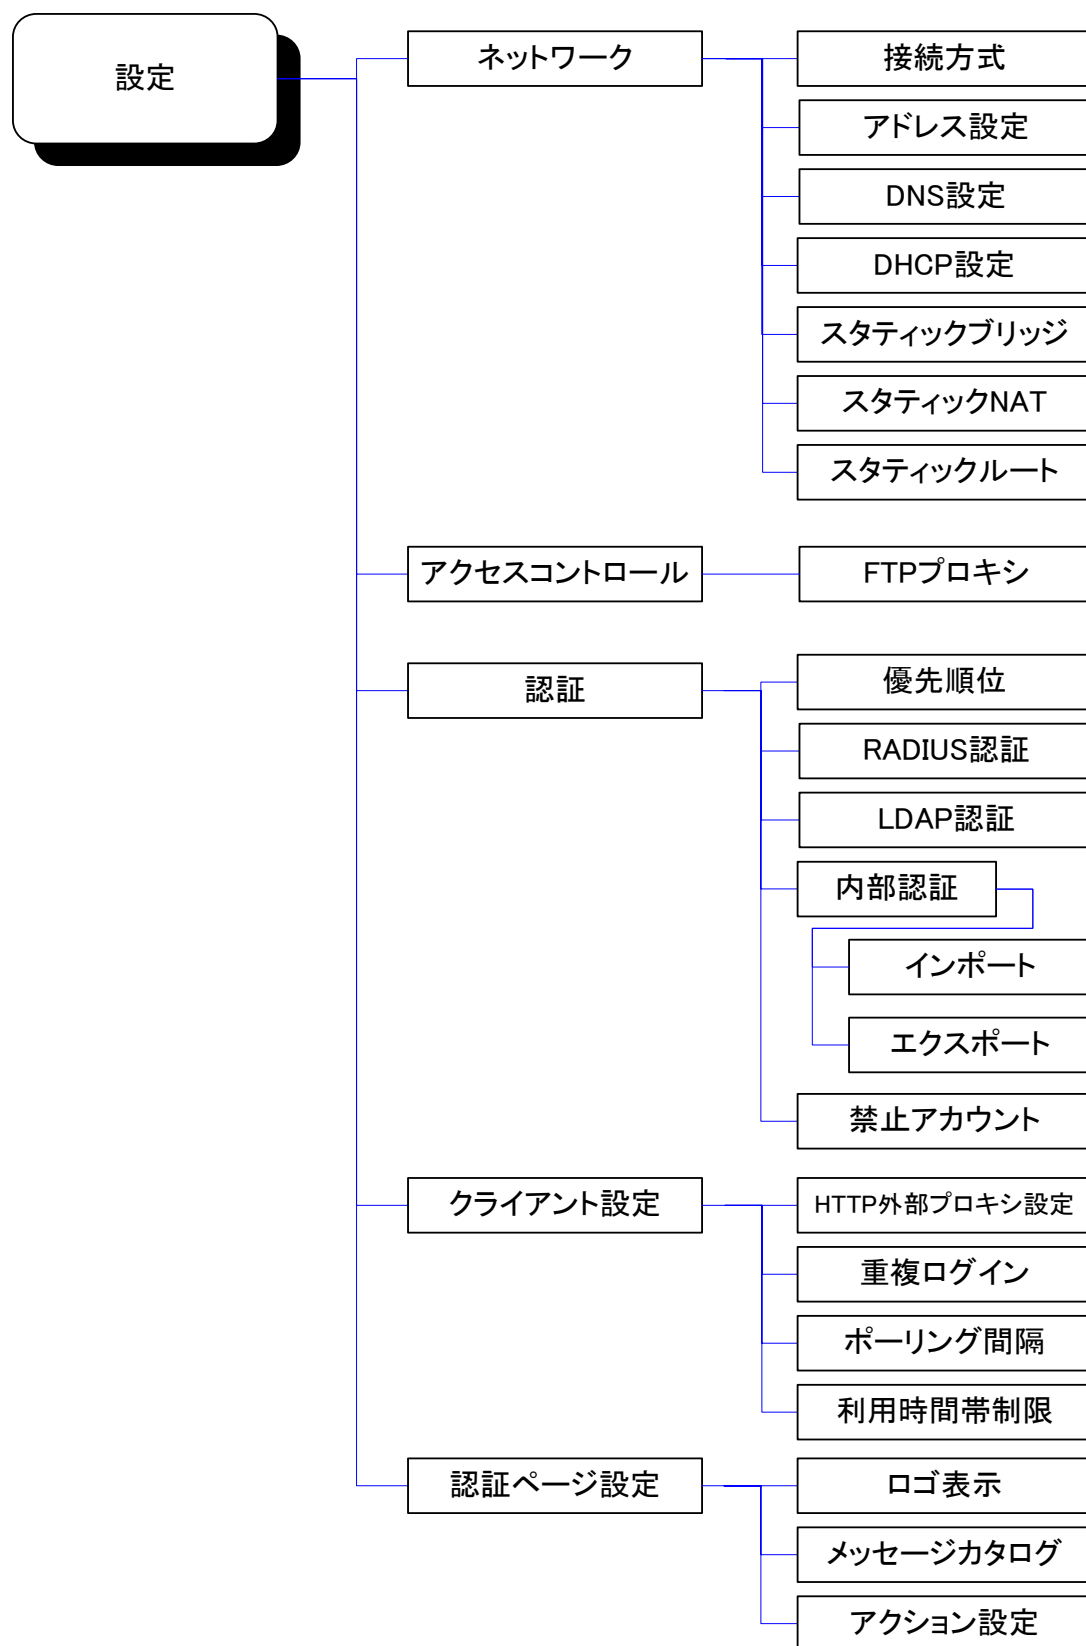 設定
ネットワーク
接続方式
アドレス設定
DNS設定
DHCP設定
スタティックブリッジ
スタティックNAT
スタティックルート
アクセスコントロール
FTPプロキシ
認証
優先順位
RADIUS認証
LDAP認証
内部認証
インポート
エクスポート
禁止アカウント
クライアント設定
HTTP外部プロキシ設定
重複ログイン
ポーリング間隔
利用時間帯制限
認証ページ設定
ロゴ表示
メッセージカタログ
アクション設定